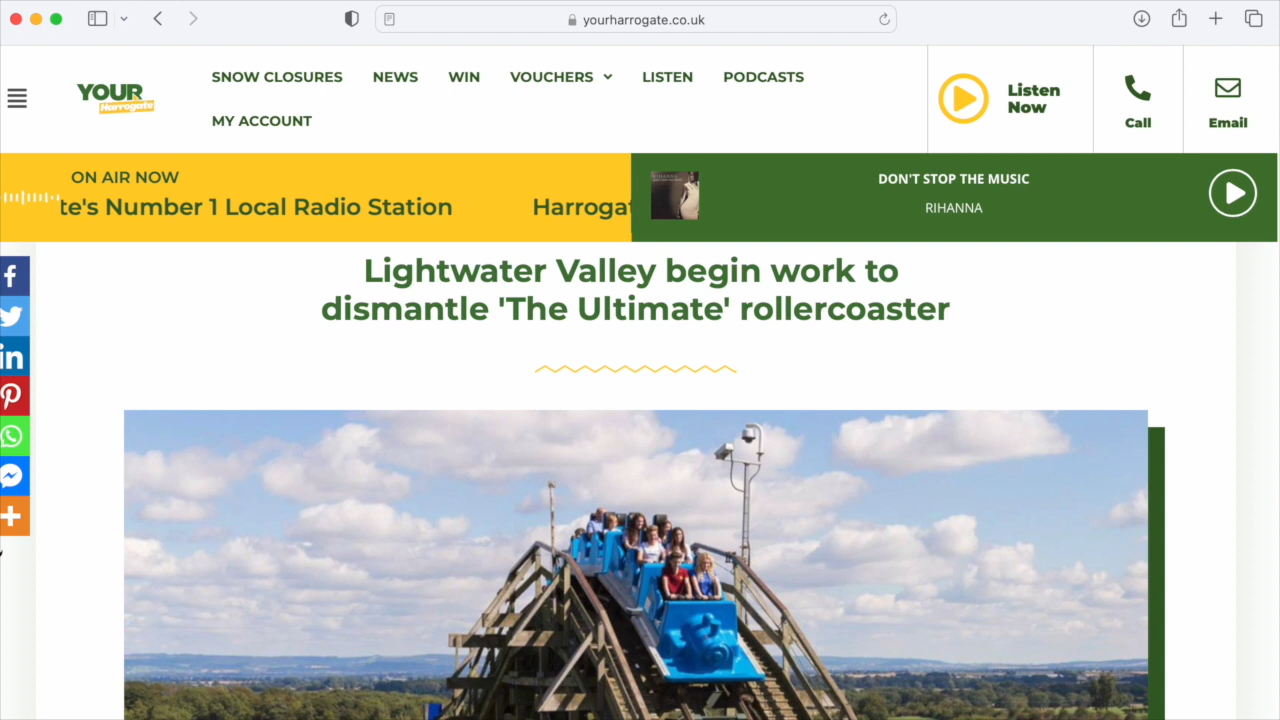 yourharrogate.co.uk
SNOW CLOSURES NEWS WIN VOUCHERS LISTEN PODCASTS
MY ACCOUNT
YOUR
Harrogate
Listen
Now
Call
Email
ON AIR NOW
te's Number 1 Local Radio Station Harrogat
DON'T STOP THE MUSIC
RIHANNA
Lightwater Valley begin work to
dismantle 'The Ultimate' rollercoaster